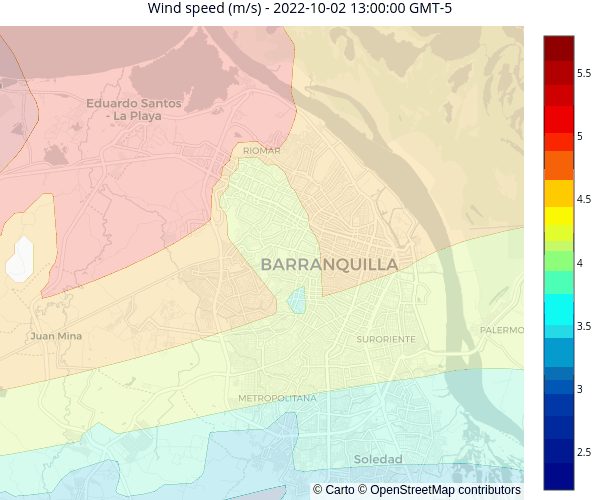 Wind speed (m/s) - 2022-10-02 13:00:00 GMT-5
Eduardo Santos
- La Playa
RIOMAR
BARRANQUILLA
Juan Mina
SURORIENTE
PALERMO
METROPOLITANA
Soledad
© Carto © OpenStreetMap contributors
5.5
5
4.5
4
3.5
3
2.5